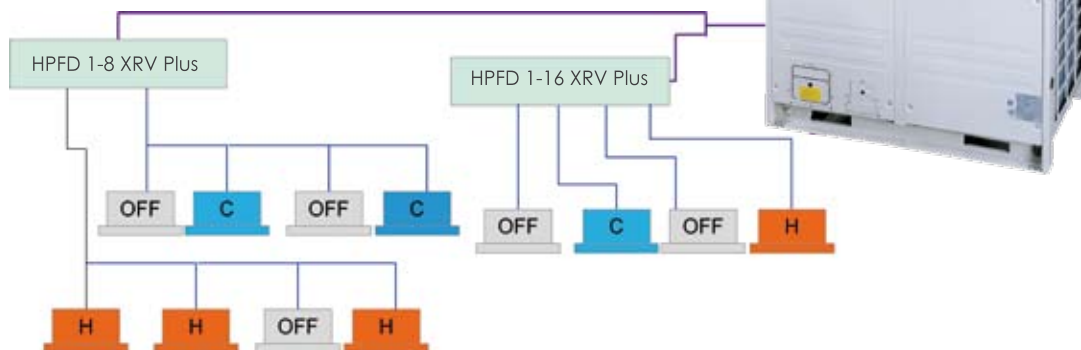 HPFD 1-8 XRV Plus
HPFD 1-16 XRV Plus
OFF C OFF C
OFF C OFF H
H H OFF H